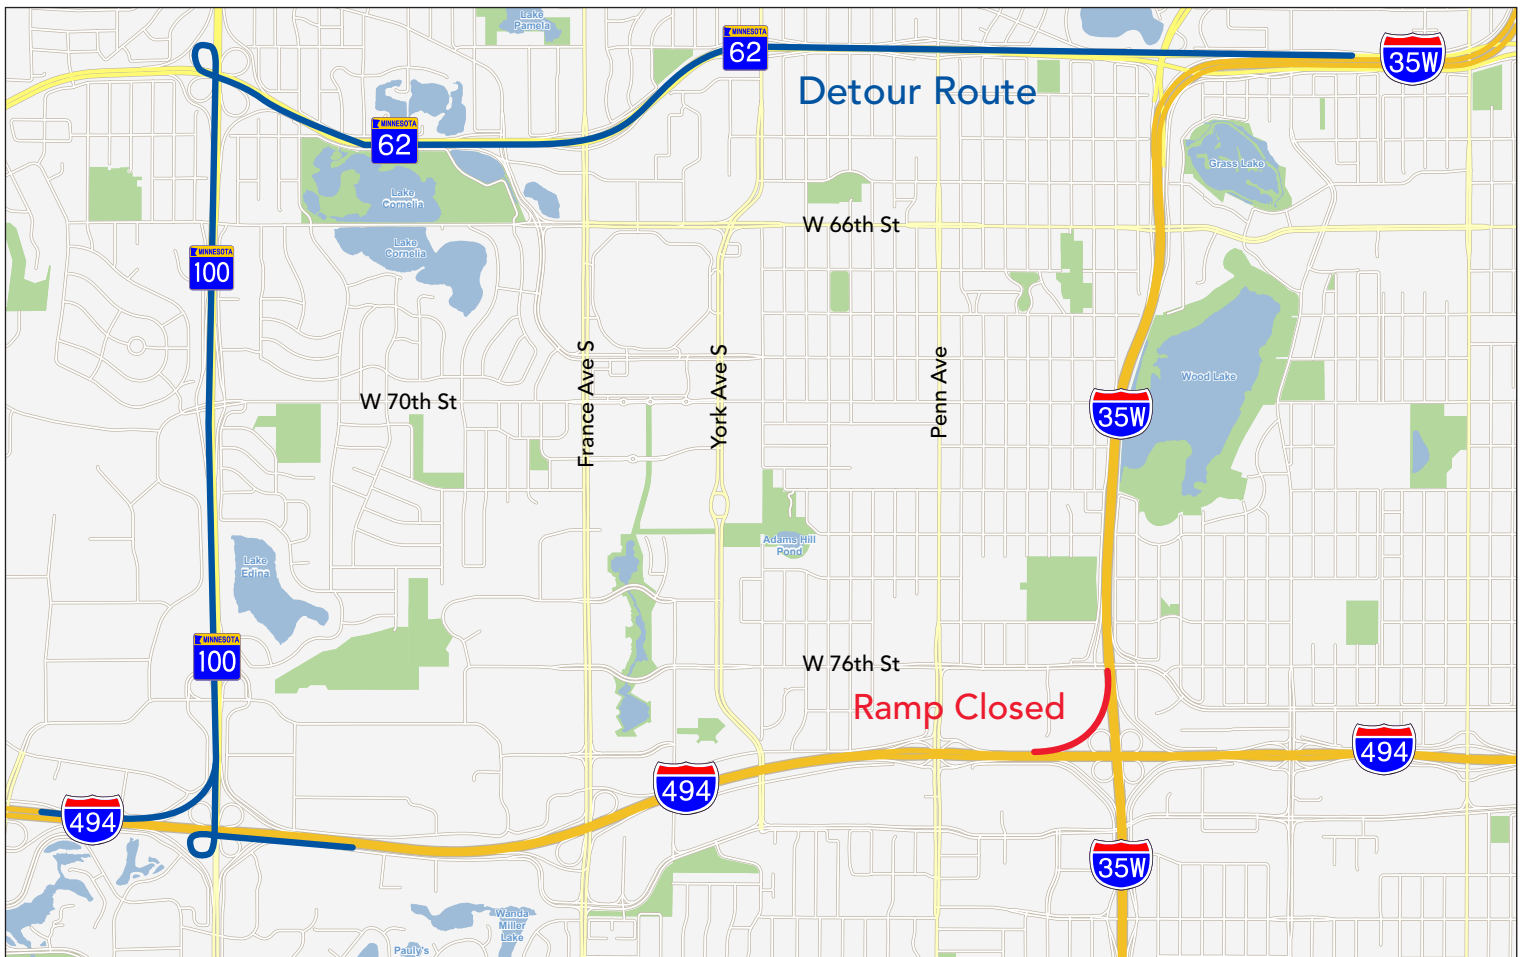 Lake
Pamela
MINNESOTA
62
35W
Detour Route
MINNESOTA
62
Grass Lake
Lake
Cornelia
W 66th St
Lake
Cornelia
MINNESOTA
100
France Ave S
York Ave S
Penn Ave
Wood Lake
W 70th St
35W
Adams Hill
Pond
Lake
Edina
MINNESOTA
100
W 76th St
Ramp Closed
494
494
494
35W
Wanda
Miller
Lake
Pauly's